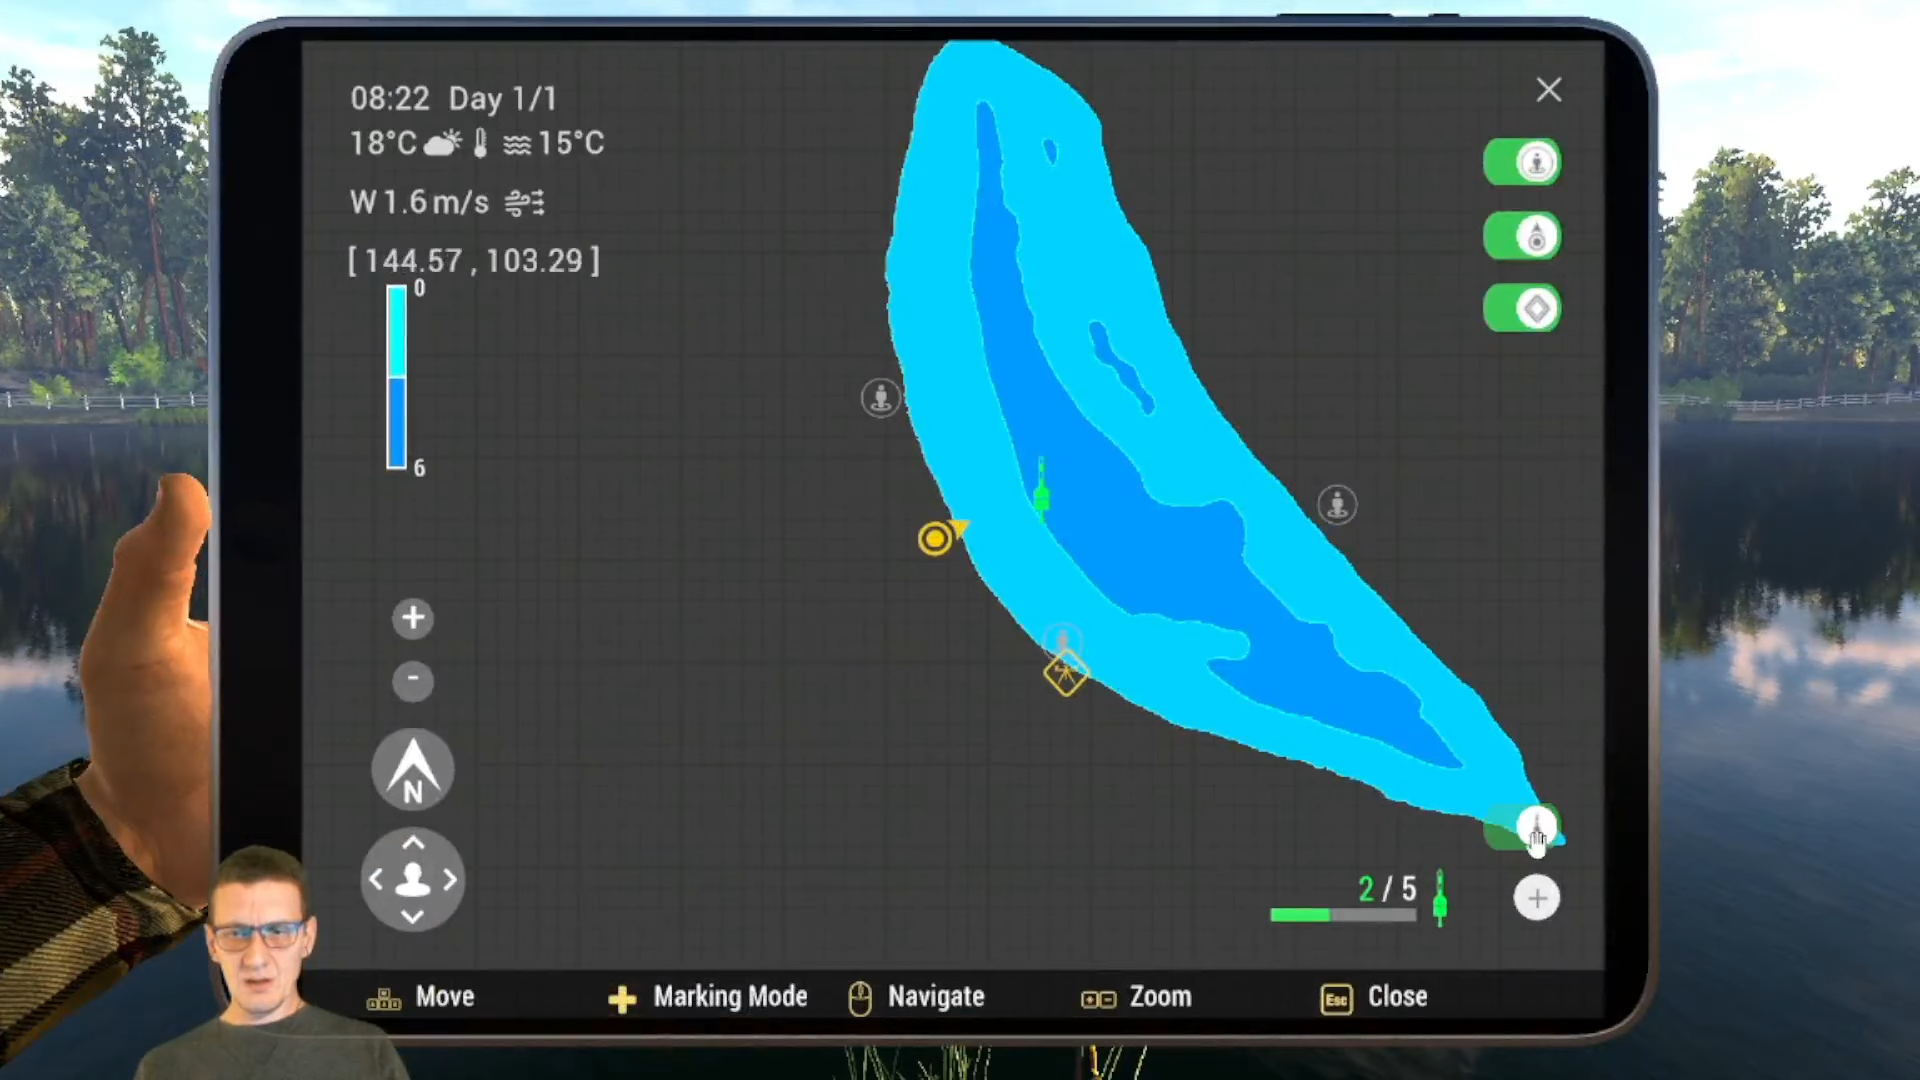 08:22 Day 1/1
18°C 15°C
W 1.6 m/s
[ 144.57 , 103.29 ]
0
6
+
-
N
2 / 5
+
Move
Marking Mode
Navigate
Zoom
Esc Close